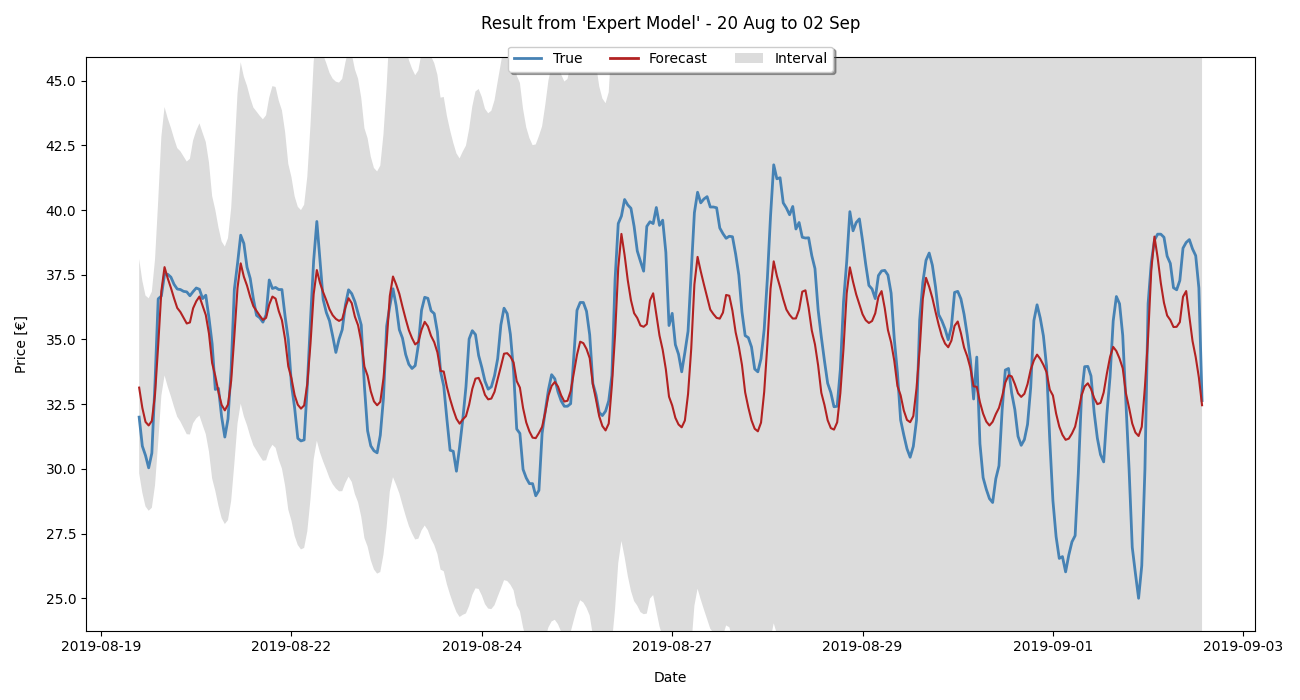 Result from 'Expert Model' - 20 Aug to 02 Sep
True Forecast Interval
45.0
42.5
40.0
37.5
35.0
32.5
30.0
27.5
25.0
Price [€]
2019-08-19 2019-08-22 2019-08-24 2019-08-27 2019-08-29 2019-09-01 2019-09-03
Date